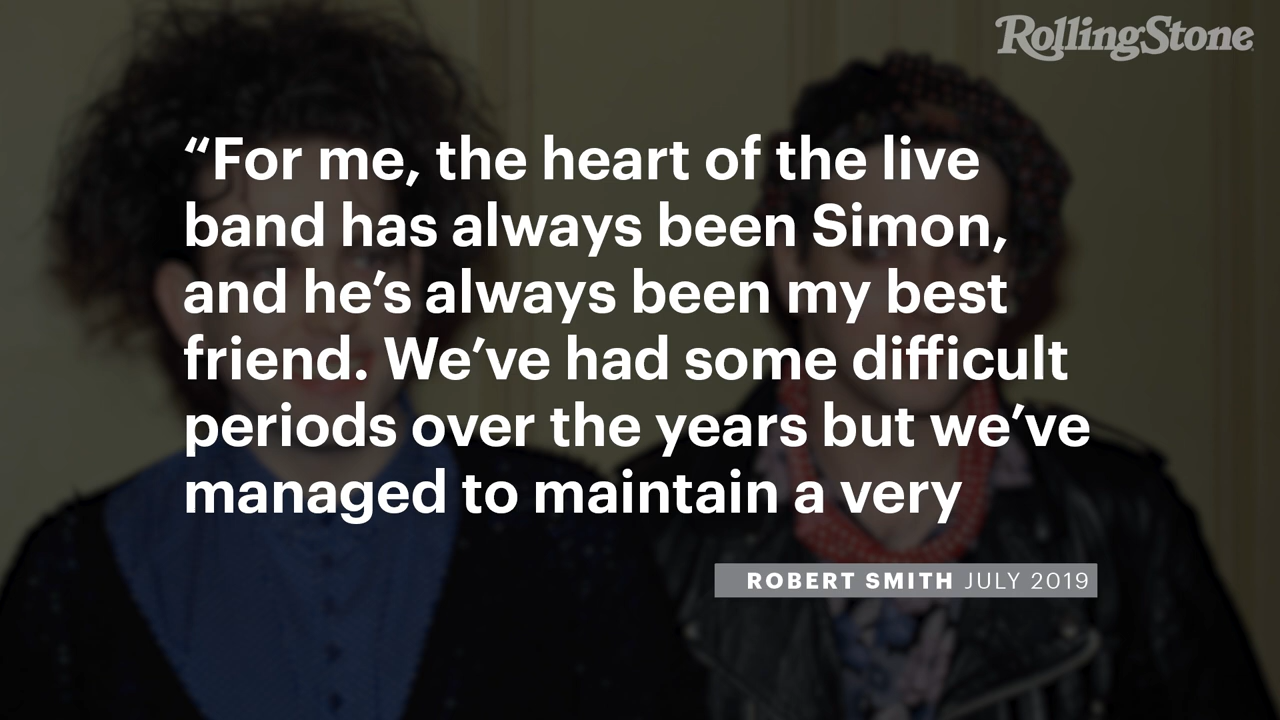 RollingStone
“For me, the heart of the live
band has always been Simon,
and he’s always been my best
friend. We’ve had some difficult
periods over the years but we’ve
managed to maintain a very
ROBERT SMITH JULY 2019